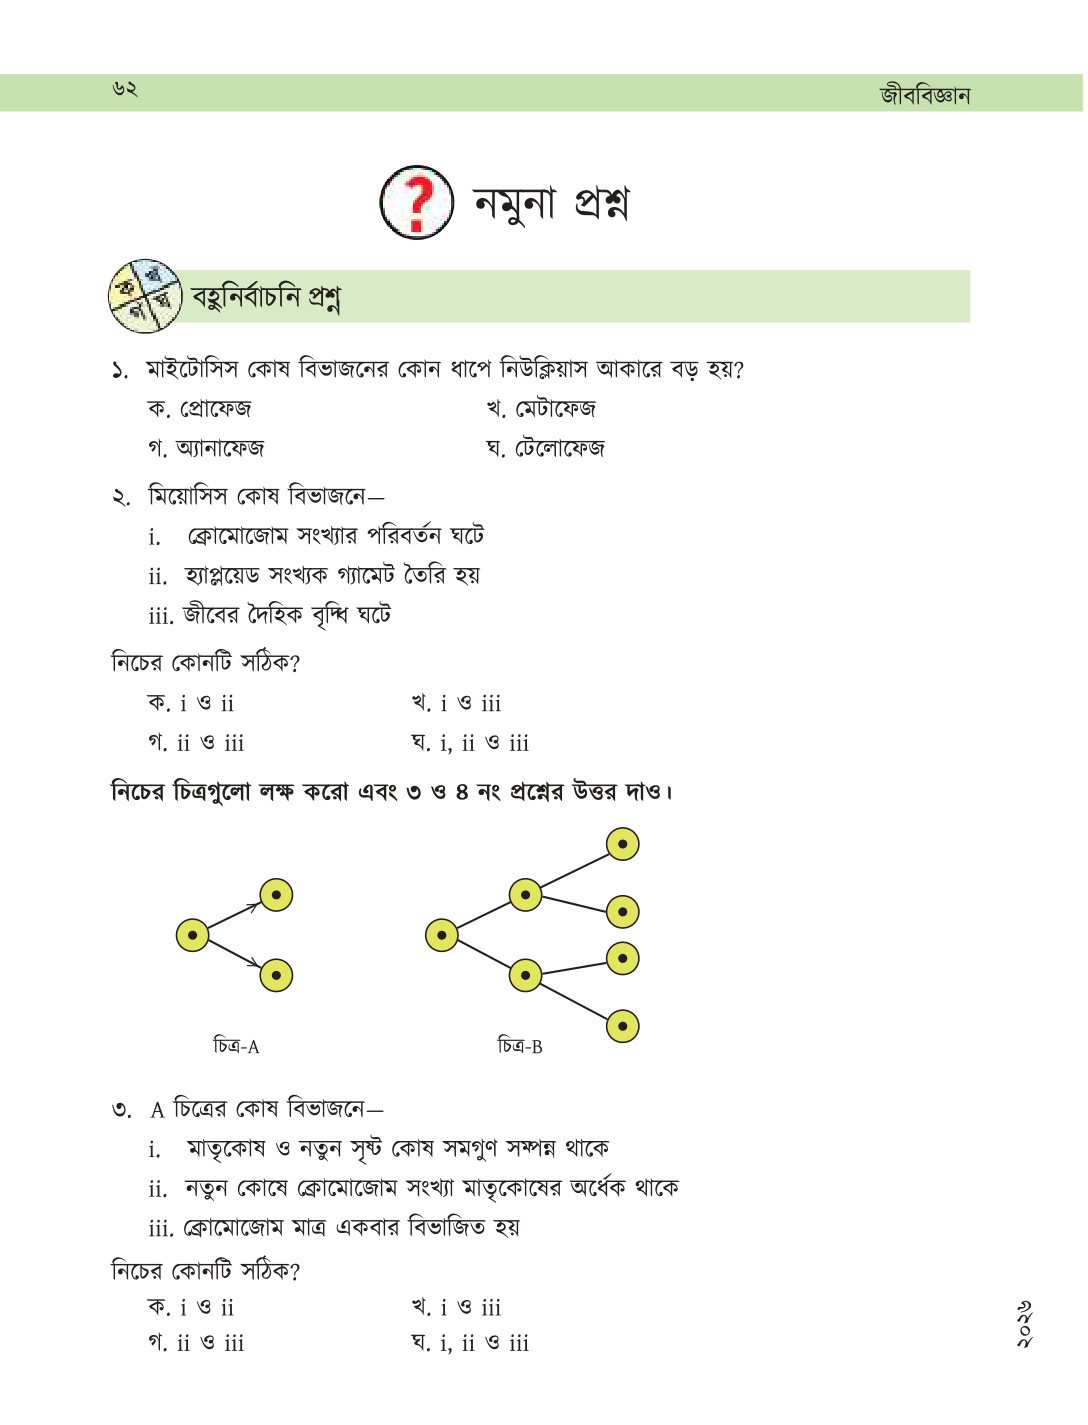 ৬২
জীববিজ্ঞান
? নমুনা প্রশ্ন
ক খ গ ঘ
বহুনির্বাচনি প্রশ্ন
১. মাইটোসিস কোষ বিভাজনের কোন ধাপে নিউক্লিয়াস আকারে বড় হয়?
ক. প্রোফেজ খ. মেটাফেজ
গ. অ্যানাফেজ ঘ. টেলোফেজ
২. মিয়োসিস কোষ বিভাজনে—
i. ক্রোমোজোম সংখ্যার পরিবর্তন ঘটে
ii. হ্যাপ্লয়েড সংখ্যক গ্যামেট তৈরি হয়
iii. জীবের দৈহিক বৃদ্ধি ঘটে
নিচের কোনটি সঠিক?
ক. i ও ii খ. i ও iii
গ. ii ও iii ঘ. i, ii ও iii
নিচের চিত্রগুলো লক্ষ করো এবং ৩ ও ৪ নং প্রশ্নের উত্তর দাও।
চিত্র-A চিত্র-B
৩. A চিত্রের কোষ বিভাজনে—
i. মাতৃকোষ ও নতুন সৃষ্ট কোষ সমগুণ সম্পন্ন থাকে
ii. নতুন কোষে ক্রোমোজোম সংখ্যা মাতৃকোষের অর্ধেক থাকে
iii. ক্রোমোজোম মাত্র একবার বিভাজিত হয়
নিচের কোনটি সঠিক?
ক. i ও ii খ. i ও iii
গ. ii ও iii ঘ. i, ii ও iii
২০২৬